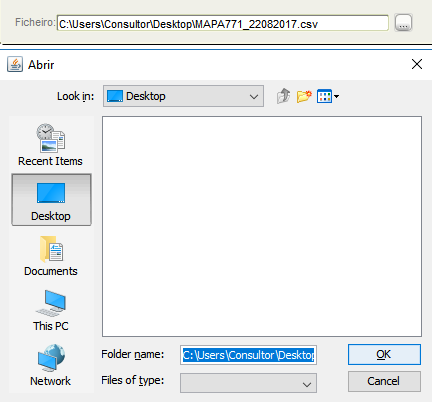 Ficheiro: C:\Users\Consultor\Desktop\MAPA771_22082017.csv ...
Abrir
Look in: Desktop
Recent Items
Desktop
Documents
This PC
Network
Folder name: C:\Users\Consultor\Desktop
OK
Files of type:
Cancel